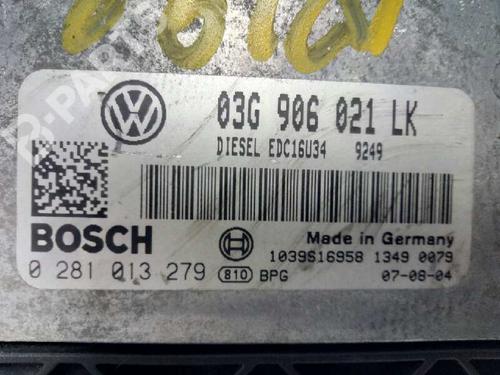 03G 906 021 LK
DIESEL EDC16U34 9249
BOSCH
Made in Germany
1039S16958 1349 0079
0 281 013 279 810 BPG 07-08-04
B-PARTS